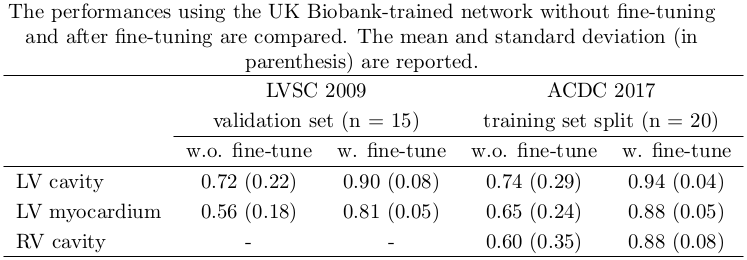 The performances using the UK Biobank-trained network without fine-tuning
and after fine-tuning are compared. The mean and standard deviation (in
parenthesis) are reported.
LVSC 2009 ACDC 2017
validation set (n = 15) training set split (n = 20)
w.o. fine-tune w. fine-tune w.o. fine-tune w. fine-tune
LV cavity 0.72 (0.22) 0.90 (0.08) 0.74 (0.29) 0.94 (0.04)
LV myocardium 0.56 (0.18) 0.81 (0.05) 0.65 (0.24) 0.88 (0.05)
RV cavity - - 0.60 (0.35) 0.88 (0.08)